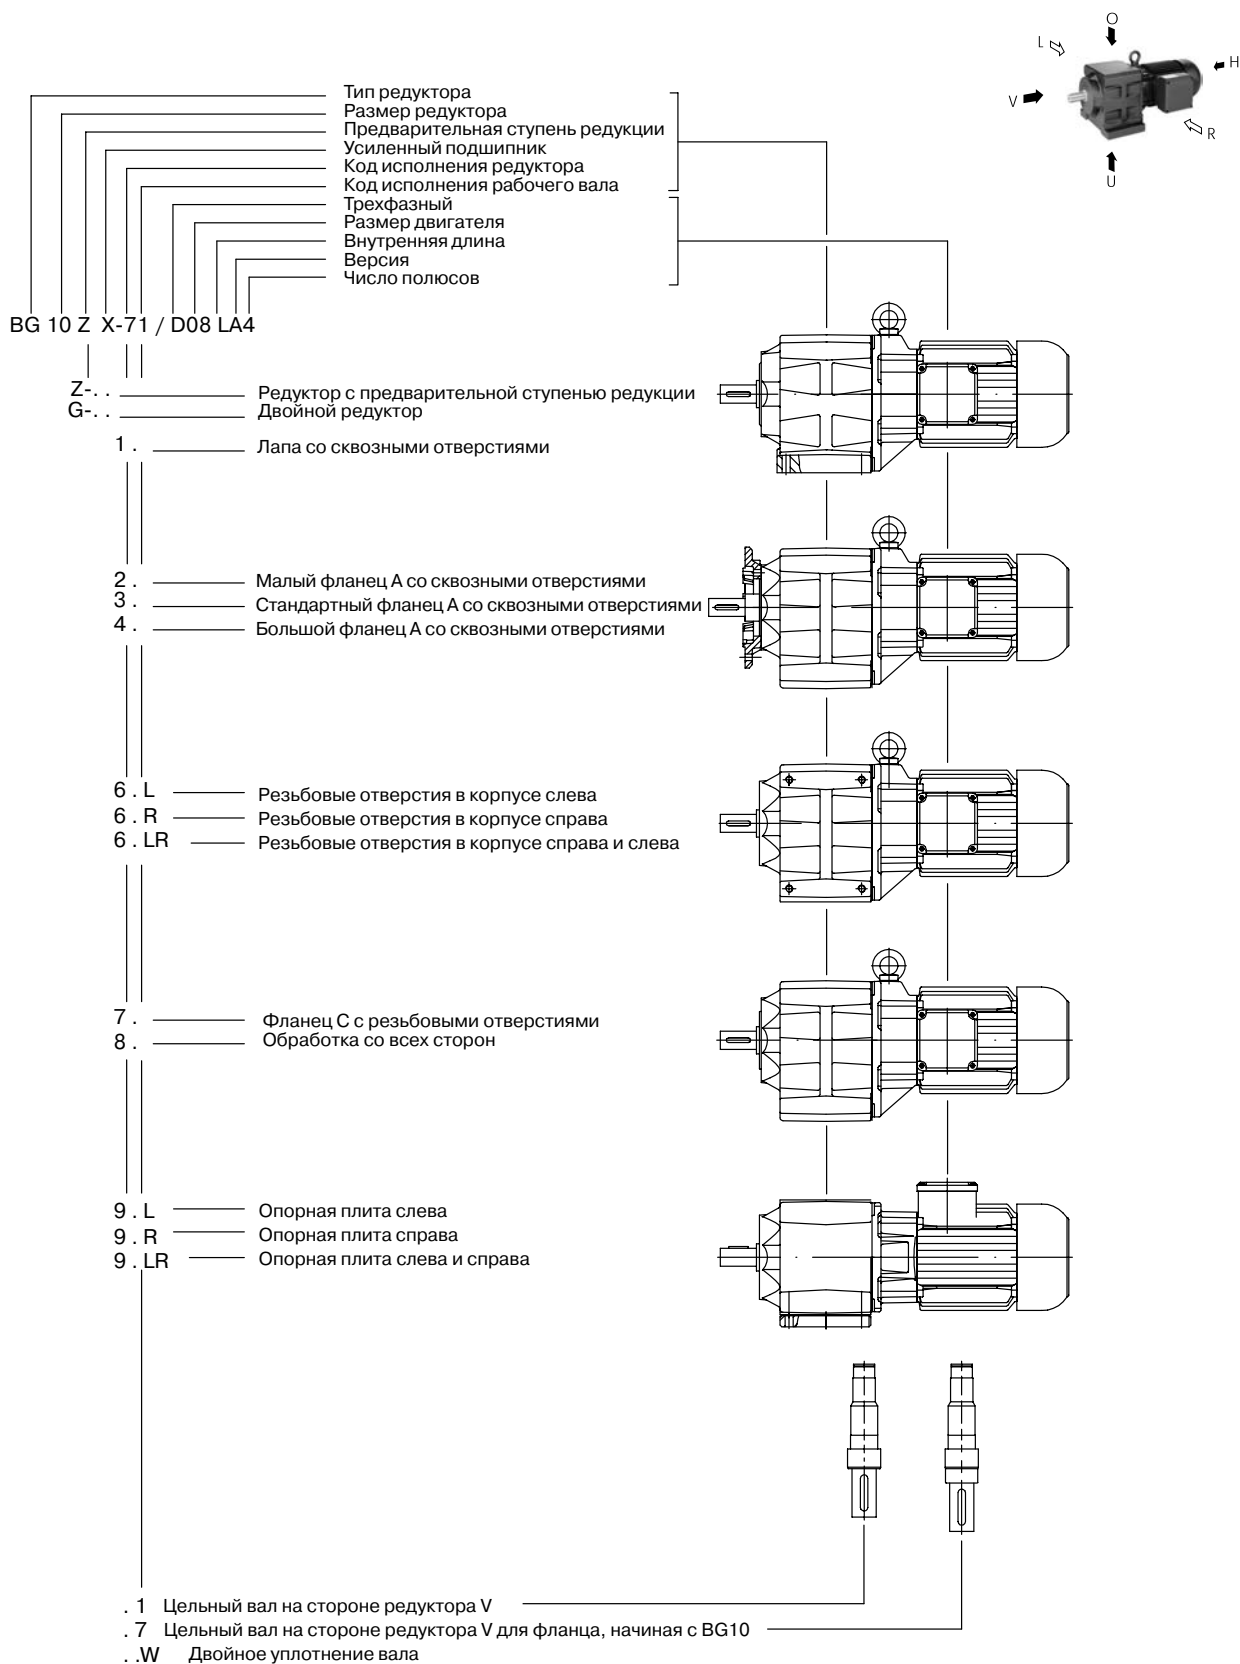 O
L
H
V
R
U
Тип редуктора
Размер редуктора
Предварительная ступень редукции
Усиленный подшипник
Код исполнения редуктора
Код исполнения рабочего вала
Трехфазный
Размер двигателя
Внутренняя длина
Версия
Число полюсов
BG 10 Z X-71 / D08 LA4
Z-. . Редуктор с предварительной ступенью редукции
G-. . Двойной редуктор
1 . Лапа со сквозными отверстиями
2 . Малый фланец А со сквозными отверстиями
3 . Стандартный фланец А со сквозными отверстиями
4 . Большой фланец А со сквозными отверстиями
6 . L Резьбовые отверстия в корпусе слева
6 . R Резьбовые отверстия в корпусе справа
6 . LR Резьбовые отверстия в корпусе справа и слева
7 . Фланец С с резьбовыми отверстиями
8 . Обработка со всех сторон
9 . L Опорная плита слева
9 . R Опорная плита справа
9 . LR Опорная плита слева и справа
. 1 Цельный вал на стороне редуктора V
. 7 Цельный вал на стороне редуктора V для фланца, начиная с BG10
. .W Двойное уплотнение вала